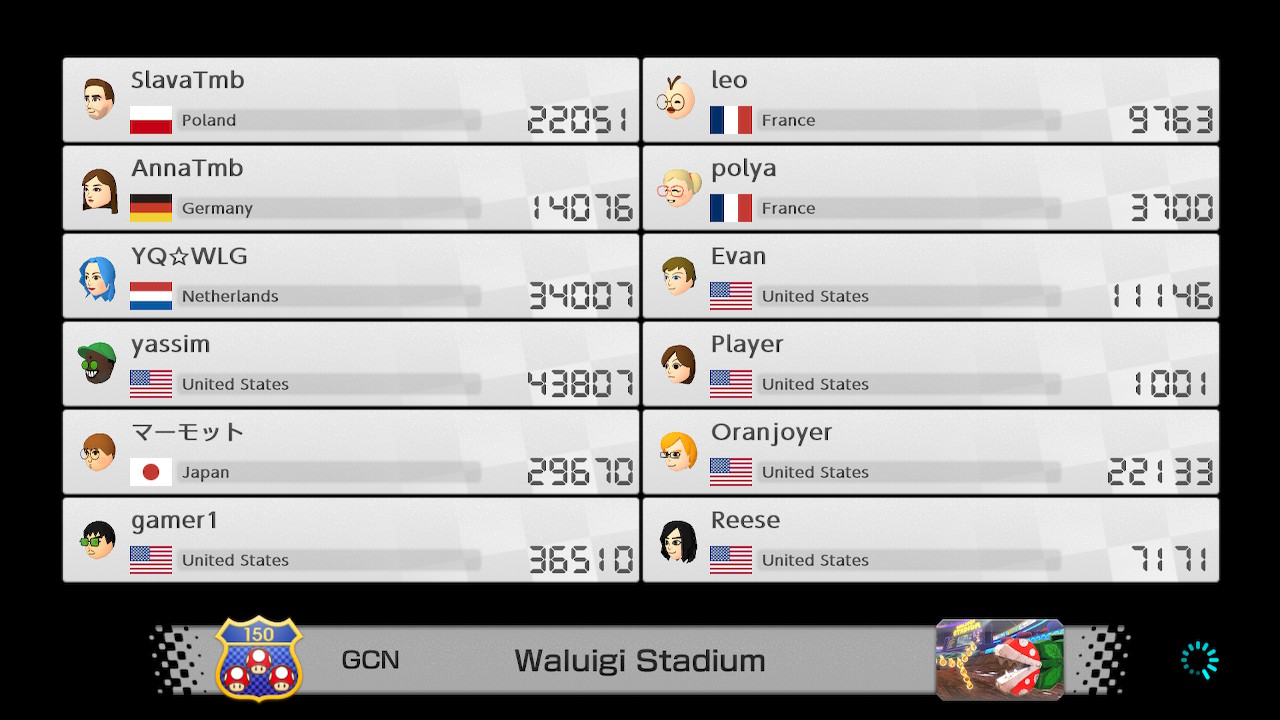 SlavaTmb
Poland 22051
AnnaTmb
Germany 14076
YQ☆WLG
Netherlands 34007
yassim
United States 43807
マーモット
Japan 29670
gamer1
United States 36510
leo
France 9763
polya
France 3700
Evan
United States 11146
Player
United States 1001
Oranjoyer
United States 22133
Reese
United States 7171
150
GCN Waluigi Stadium